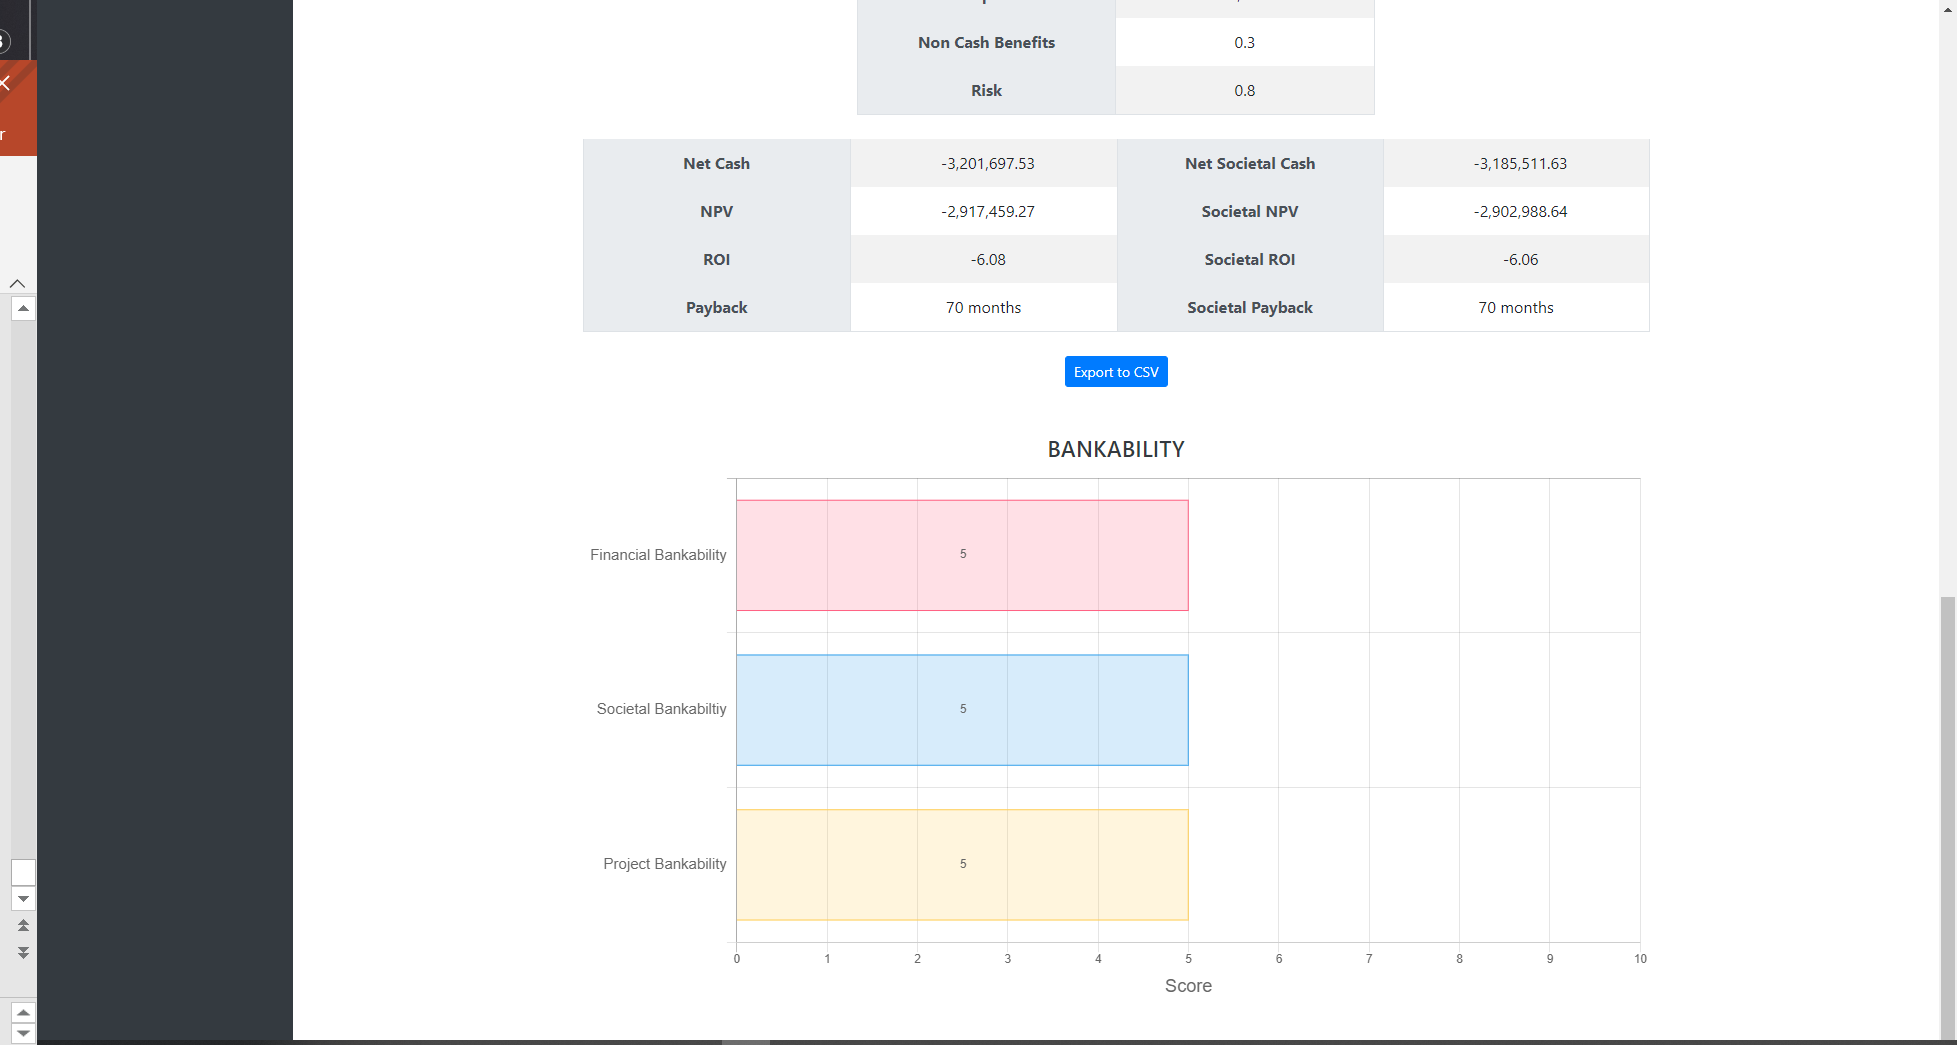 Non Cash Benefits 0.3
Risk 0.8
Net Cash -3,201,697.53 Net Societal Cash -3,185,511.63
NPV -2,917,459.27 Societal NPV -2,902,988.64
ROI -6.08 Societal ROI -6.06
Payback 70 months Societal Payback 70 months
Export to CSV
BANKABILITY
Financial Bankability 5
Societal Bankabiltiy 5
Project Bankability 5
0 1 2 3 4 5 6 7 8 9 10
Score